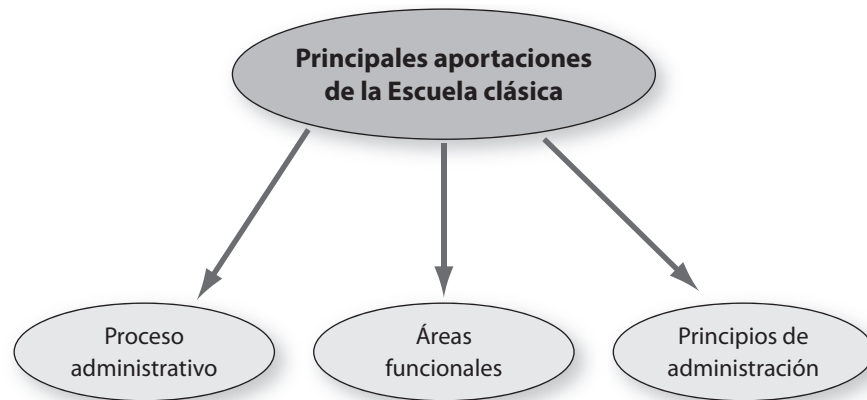 Principales aportaciones
de la Escuela clásica
Proceso
administrativo
Áreas
funcionales
Principios de
administración